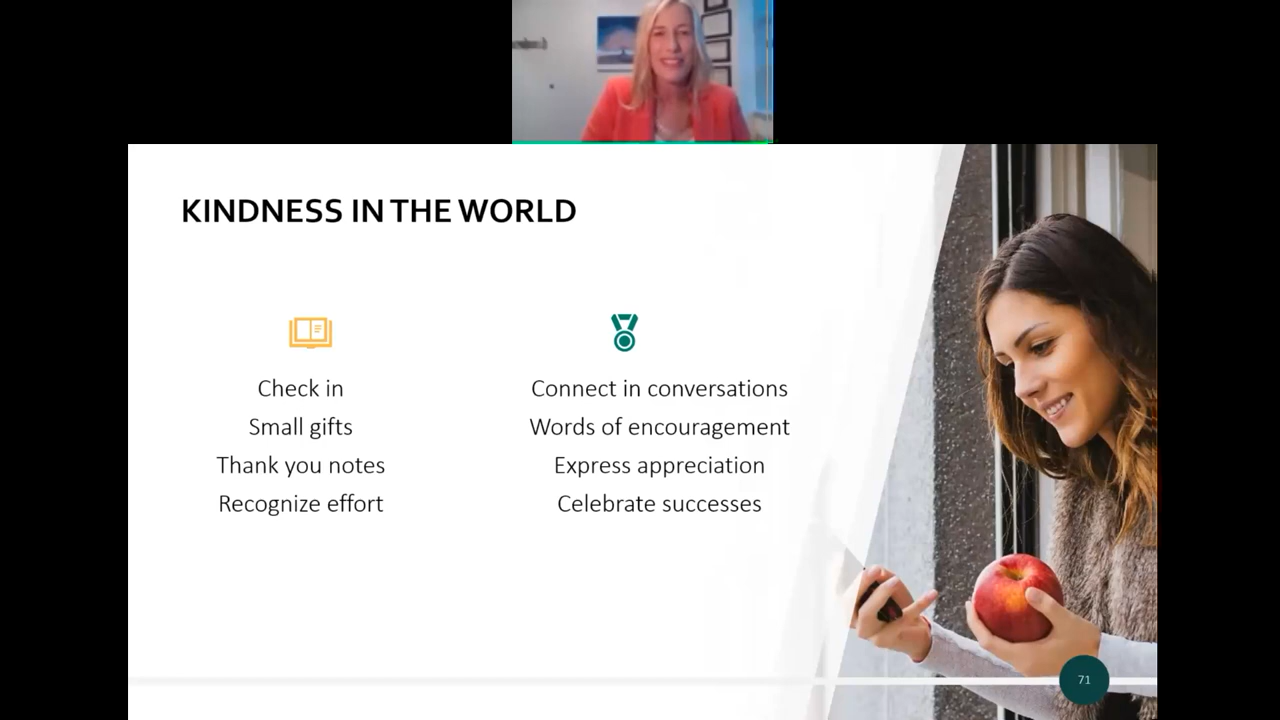 KINDNESS IN THE WORLD
Check in
Small gifts
Thank you notes
Recognize effort
Connect in conversations
Words of encouragement
Express appreciation
Celebrate successes
71